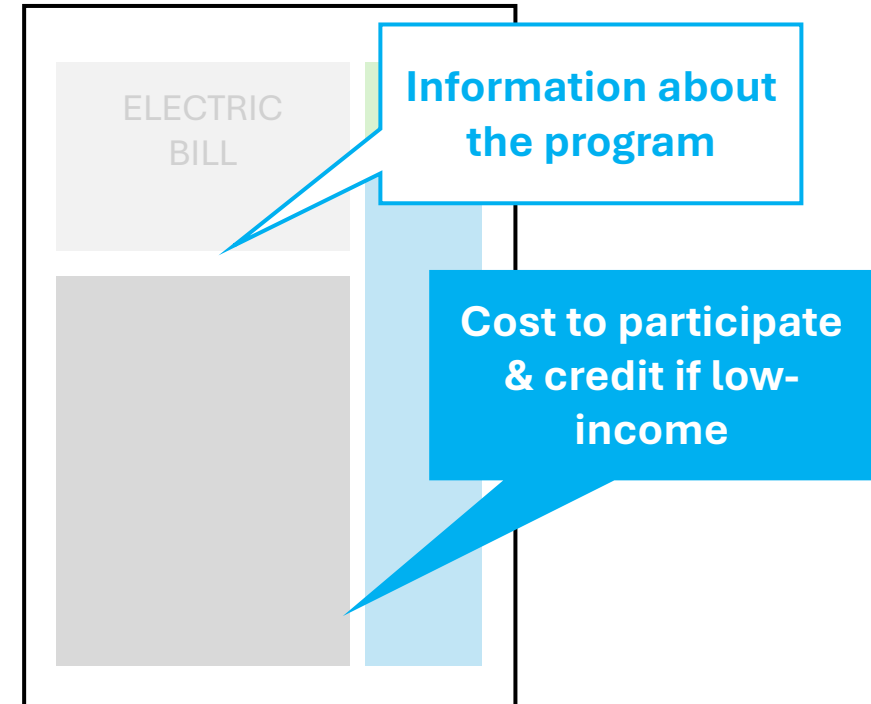 ELECTRIC
BILL
Information about
the program
Cost to participate
& credit if low-
income